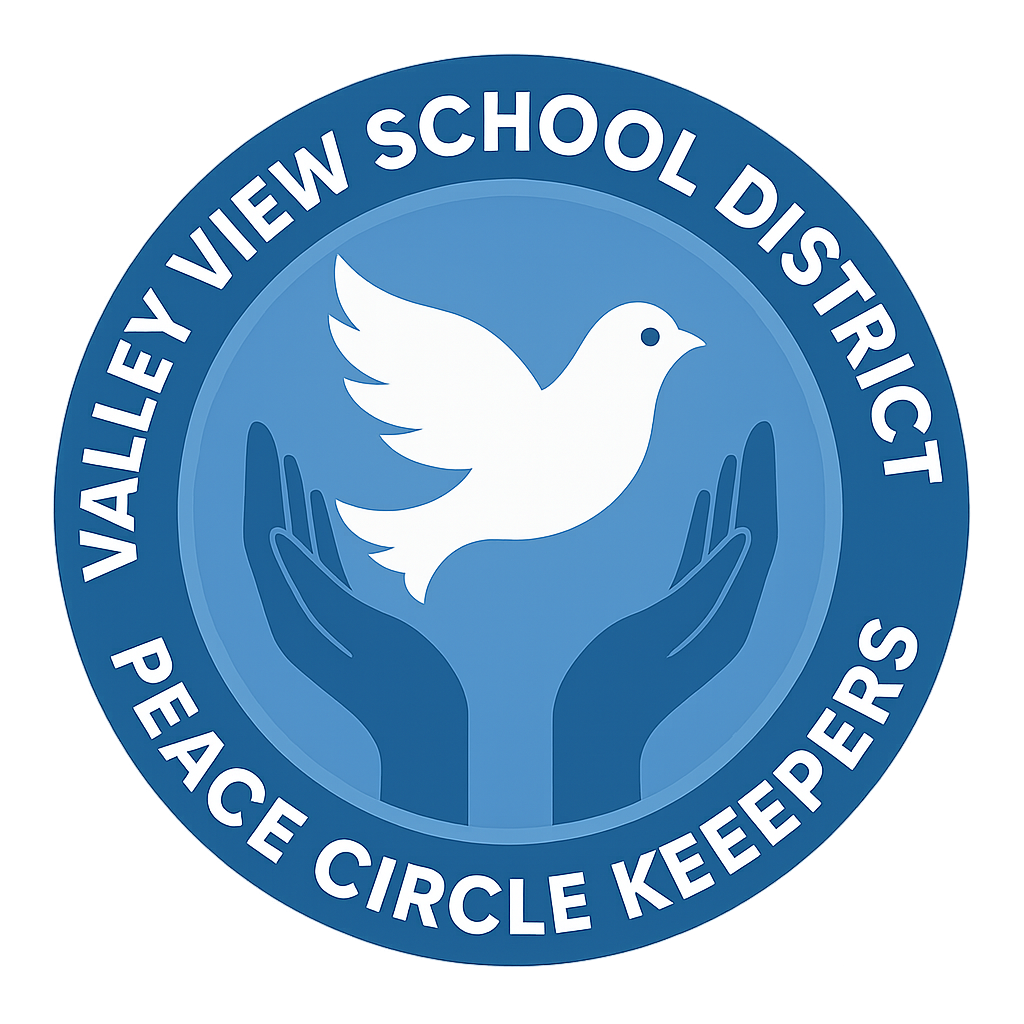 VALLEY VIEW SCHOOL DISTRICT
PEACE CIRCLE KEEEPERS